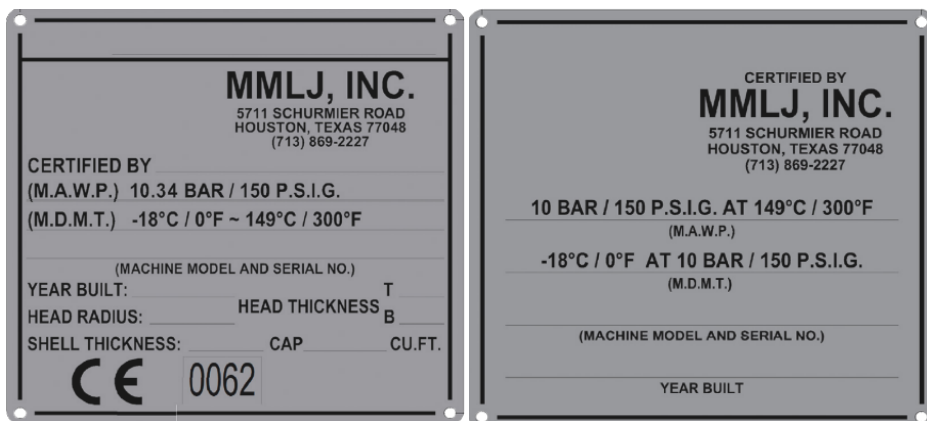 MMLJ, INC.
5711 SCHURMIER ROAD
HOUSTON, TEXAS 77048
(713) 869-2227
CERTIFIED BY
(M.A.W.P.) 10.34 BAR / 150 P.S.I.G.
(M.D.M.T.) -18°C / 0°F ~ 149°C / 300°F
(MACHINE MODEL AND SERIAL NO.)
YEAR BUILT:
HEAD THICKNESS T
HEAD RADIUS: B
SHELL THICKNESS: CAP CU.FT.
CE 0062
CERTIFIED BY
MMLJ, INC.
5711 SCHURMIER ROAD
HOUSTON, TEXAS 77048
(713) 869-2227
10 BAR / 150 P.S.I.G. AT 149°C / 300°F
(M.A.W.P.)
-18°C / 0°F AT 10 BAR / 150 P.S.I.G.
(M.D.M.T.)
(MACHINE MODEL AND SERIAL NO.)
YEAR BUILT